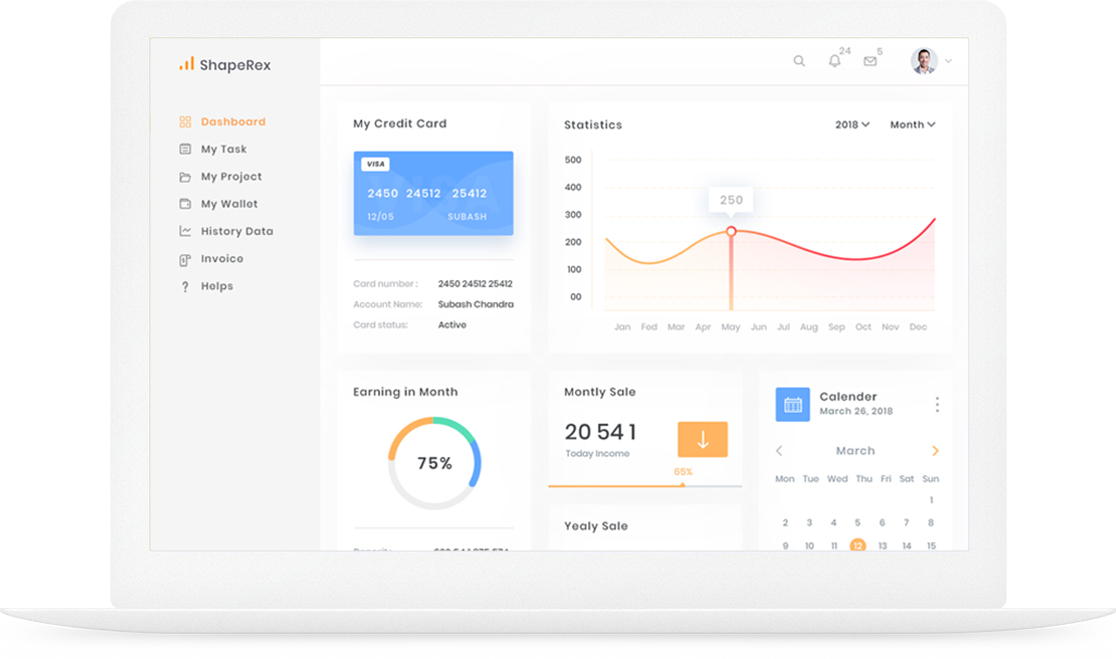 24
5
ShapeRex
Dashboard
My Task
My Project
My Wallet
History Data
Invoice
? Helps
My Credit Card
VISA
2450 24512 25412
12/05 SUBASH
Card number : 2450 24512 25412
Account Name: Subash Chandra
Card status: Active
Statistics 2018 Month
500
400
300
200
100
00
250
Jan Feb Mar Apr May Jun Jul Aug Sep Oct Nov Dec
Earning in Month
75%
Montly Sale
20 541
Today Income
65%
Yealy Sale
Calender
March 26, 2018
March
Mon Tue Wed Thu Fri Sat Sun
1
2 3 4 5 6 7 8
9 10 11 12 13 14 15